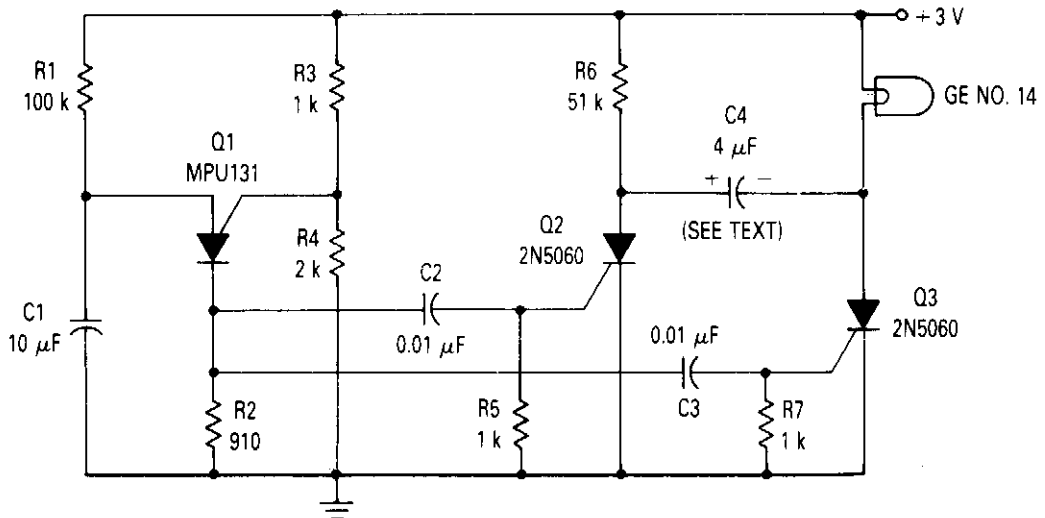 + 3 V
R1
100 k
R3
1 k
R6
51 k
GE NO. 14
C4
4 μF
+ −
(SEE TEXT)
Q1
MPU131
R4
2 k
Q2
2N5060
C2
0.01 μF
C1
10 μF
Q3
2N5060
0.01 μF
C3
R2
910
R5
1 k
R7
1 k